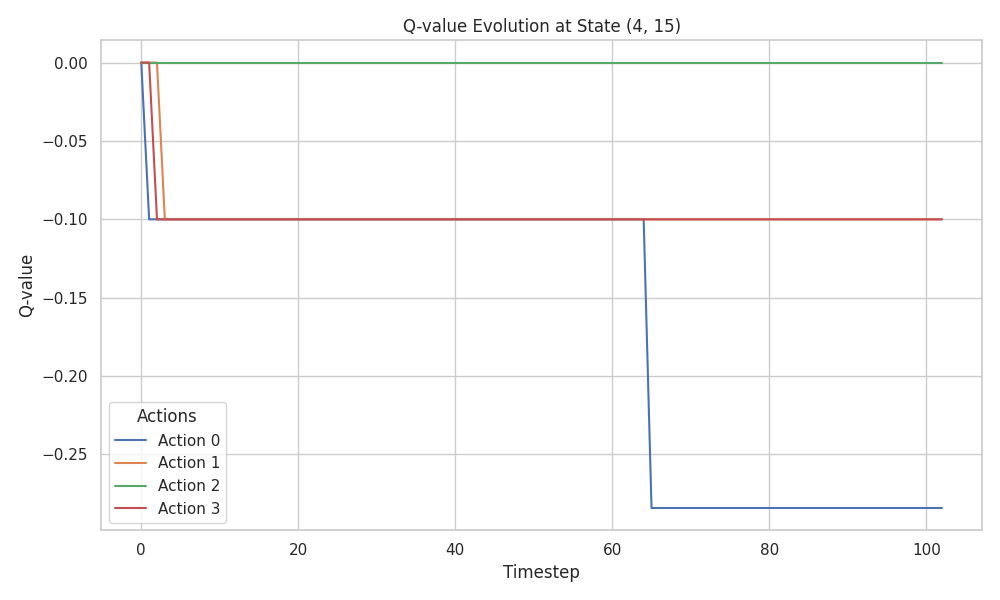 Q-value Evolution at State (4, 15)
Q-value
0.00
−0.05
−0.10
−0.15
−0.20
−0.25
Actions
Action 0
Action 1
Action 2
Action 3
0
20
40
60
80
100
Timestep